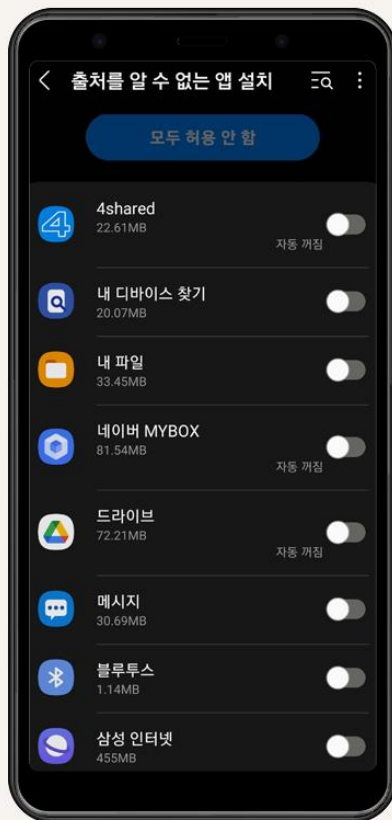 출처를 알 수 없는 앱 설치
모두 허용 안 함
4shared
22.61MB
자동 꺼짐
내 디바이스 찾기
20.07MB
내 파일
33.45MB
네이버 MYBOX
81.54MB
자동 꺼짐
드라이브
72.21MB
자동 꺼짐
메시지
30.69MB
블루투스
1.14MB
삼성 인터넷
455MB